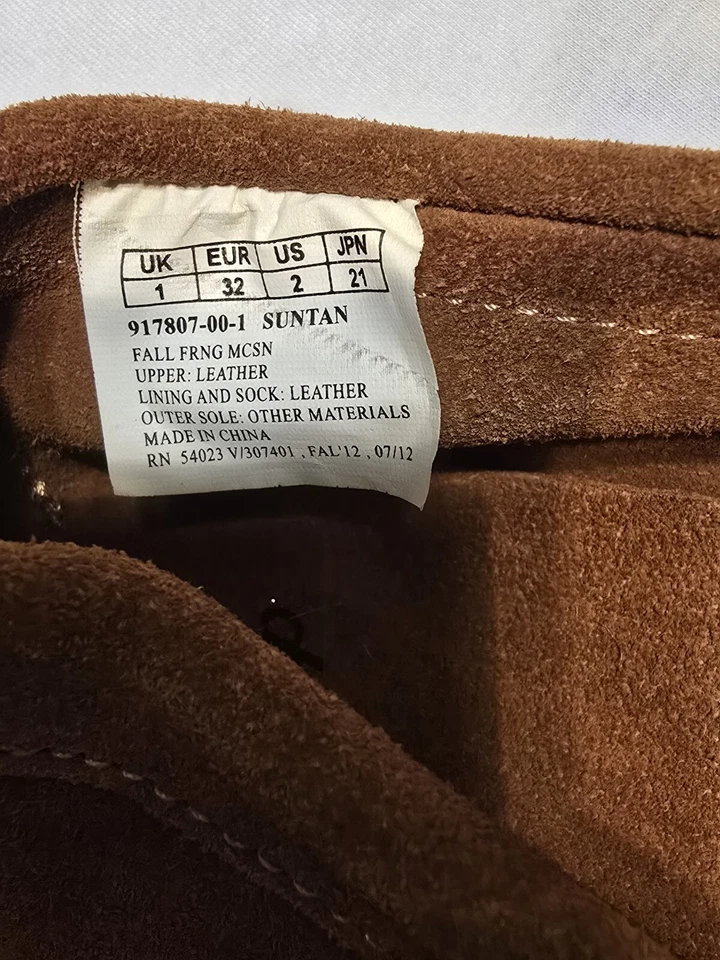 UK EUR US JPN
1 32 2 21
917807-00-1 SUNTAN
FALL FRNG MCSN
UPPER: LEATHER
LINING AND SOCK: LEATHER
OUTER SOLE: OTHER MATERIALS
MADE IN CHINA
RN 54023 V/307401 , FAL'12 , 07/12